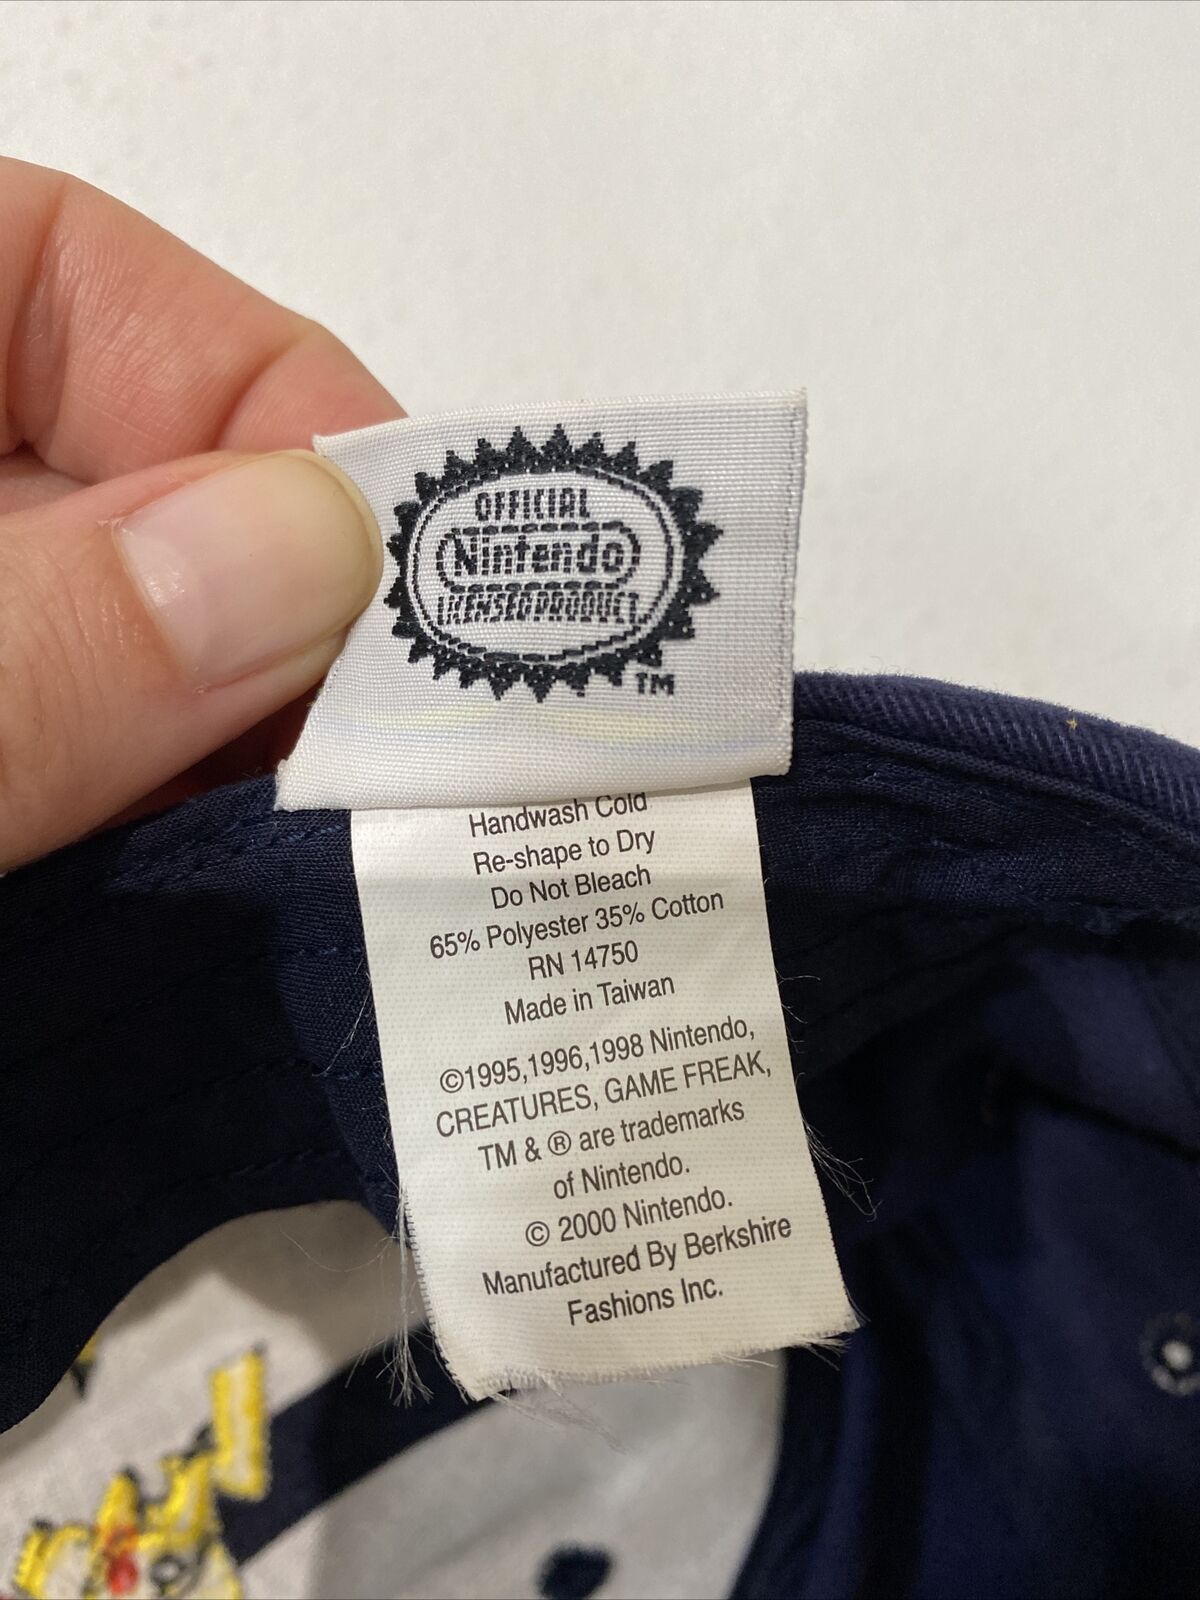 OFFICIAL
Nintendo
LICENSED PRODUCT
TM
Handwash Cold
Re-shape to Dry
Do Not Bleach
65% Polyester 35% Cotton
RN 14750
Made in Taiwan
©1995,1996,1998 Nintendo,
CREATURES, GAME FREAK,
TM & ® are trademarks
of Nintendo.
© 2000 Nintendo.
Manufactured By Berkshire
Fashions Inc.